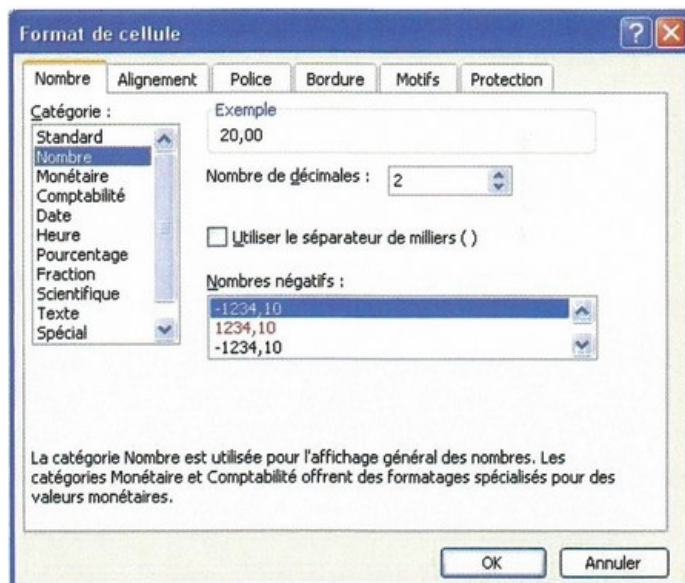 Format de cellule
Nombre Alignement Police Bordure Motifs Protection
Catégorie :
Standard
Nombre
Monétaire
Comptabilité
Date
Heure
Pourcentage
Fraction
Scientifique
Texte
Spécial
Exemple
20,00
Nombre de décimales : 2
Utiliser le séparateur de milliers ( )
Nombres négatifs :
-1234,10
1234,10
-1234,10
La catégorie Nombre est utilisée pour l'affichage général des nombres. Les
catégories Monétaire et Comptabilité offrent des formatages spécialisés pour des
valeurs monétaires.
OK Annuler